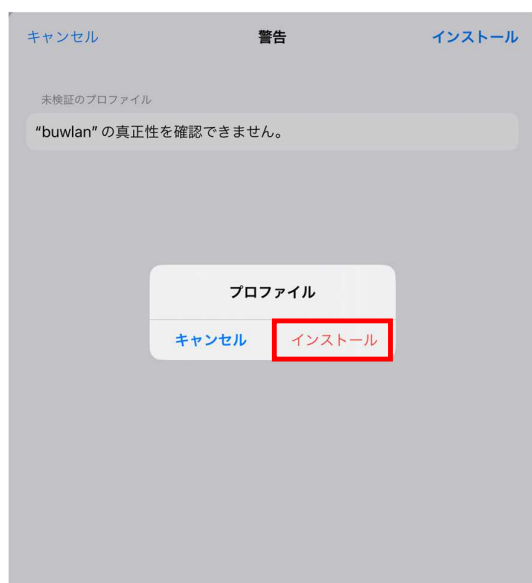 キャンセル 警告 インストール
未検証のプロファイル
“buwlan” の真正性を確認できません。
プロファイル
キャンセル インストール